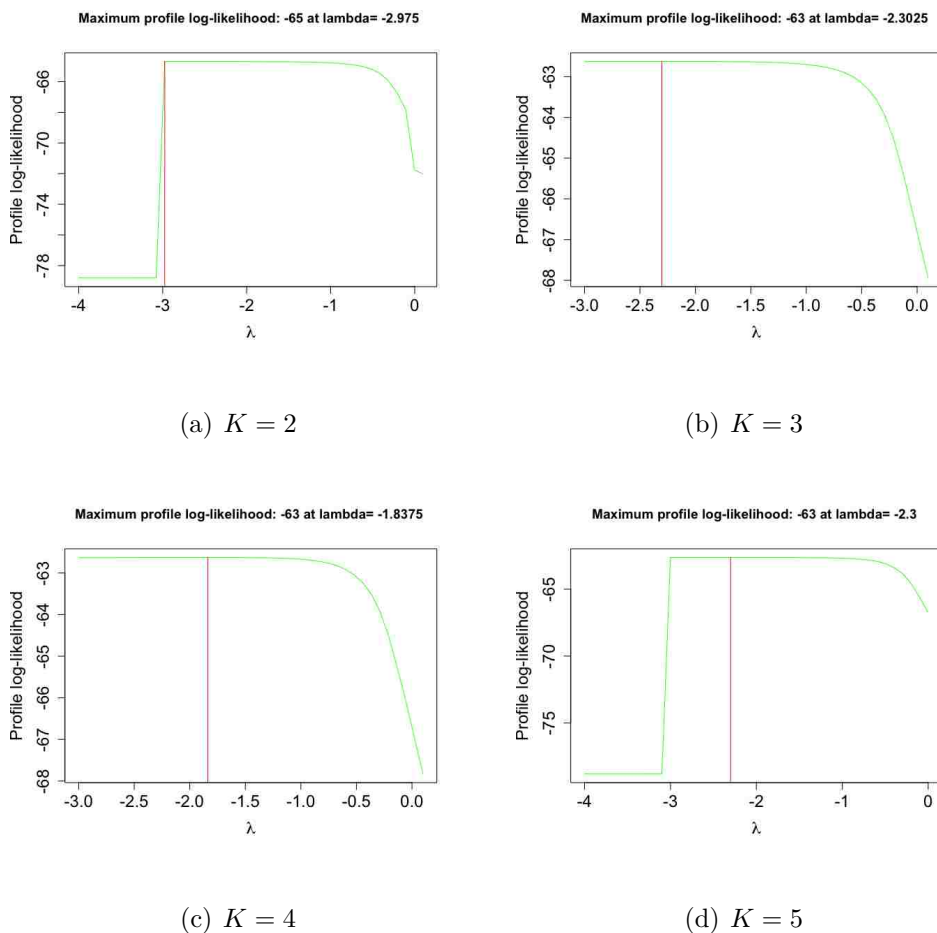 Maximum profile log-likelihood: -65 at lambda= -2.975
Profile log-likelihood
-66
-70
-74
-78
-4
-3
-2
-1
0
λ
(a) K = 2
Maximum profile log-likelihood: -63 at lambda= -2.3025
Profile log-likelihood
-63
-64
-65
-66
-67
-68
-3.0
-2.5
-2.0
-1.5
-1.0
-0.5
0.0
λ
(b) K = 3
Maximum profile log-likelihood: -63 at lambda= -1.8375
Profile log-likelihood
-63
-64
-65
-66
-67
-68
-3.0
-2.5
-2.0
-1.5
-1.0
-0.5
0.0
λ
(c) K = 4
Maximum profile log-likelihood: -63 at lambda= -2.3
Profile log-likelihood
-65
-70
-75
-4
-3
-2
-1
0
λ
(d) K = 5